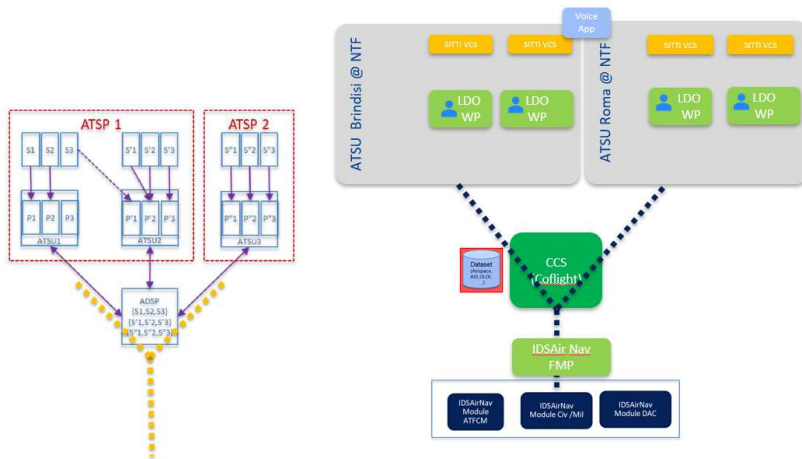 ATSP 1
ATSP 2
S1 S2 S3
S'1 S'2 S'3
S"1 S"2 S"3
P1 P2 P3
P'1 P'2 P'3
P"1 P"2 P"3
ATSU1
ATSU2
ATSU3
ADSP
{S1,S2,S3}
{S'1,S'2,S'3}
{S"1,S"2,S"3}
Voice
App
ATSU Brindisi @ NTF
SITTI VCS
SITTI VCS
LDO
WP
LDO
WP
ATSU Roma @ NTF
SITTI VCS
SITTI VCS
LDO
WP
LDO
WP
Dataset
(Airspace,
AIS,OLDI,
...)
CCS
(Coflight)
IDSAir Nav
FMP
IDSAirNav
Module
ATFCM
IDSAirNav
Module Civ /Mil
IDSAirNav
Module DAC